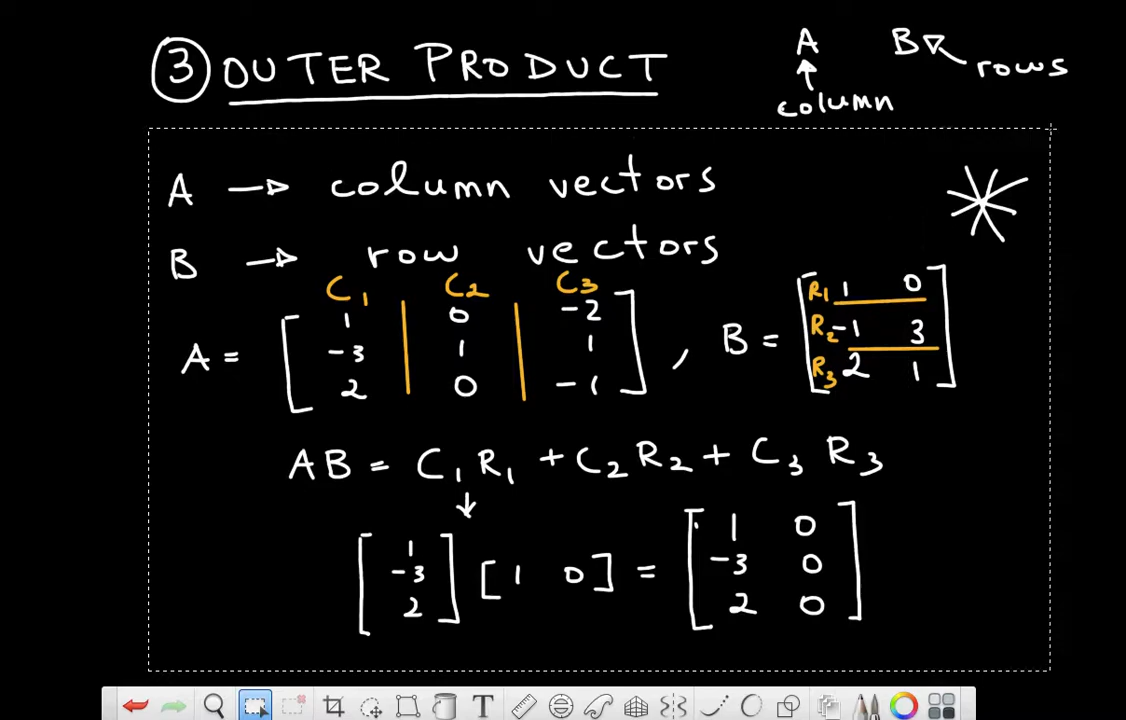 ③ OUTER PRODUCT
A B
column rows
A → column vectors
B → row vectors
C₁ C₂ C₃
A = [ 1 0 -2
-3 1 1
2 0 -1 ] , B = [ R₁ 1 0
R₂ -1 3
R₃ 2 1 ]
AB = C₁R₁ + C₂R₂ + C₃R₃
↓
[ 1
-3
2 ] [ 1 0 ] = [ 1 0
-3 0
2 0 ]
T